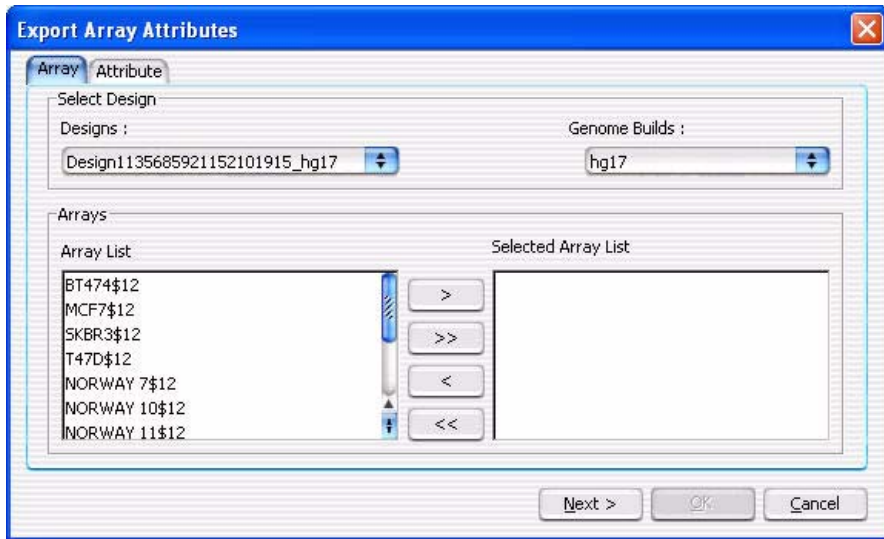 Export Array Attributes
Array Attribute
Select Design
Designs : Genome Builds :
Design1135685921152101915_hg17 hg17
Arrays
Array List Selected Array List
BT474$12
MCF7$12
SKBR3$12
T47D$12
NORWAY 7$12
NORWAY 10$12
NORWAY 11$12
>
>>
<
<<
Next > OK Cancel